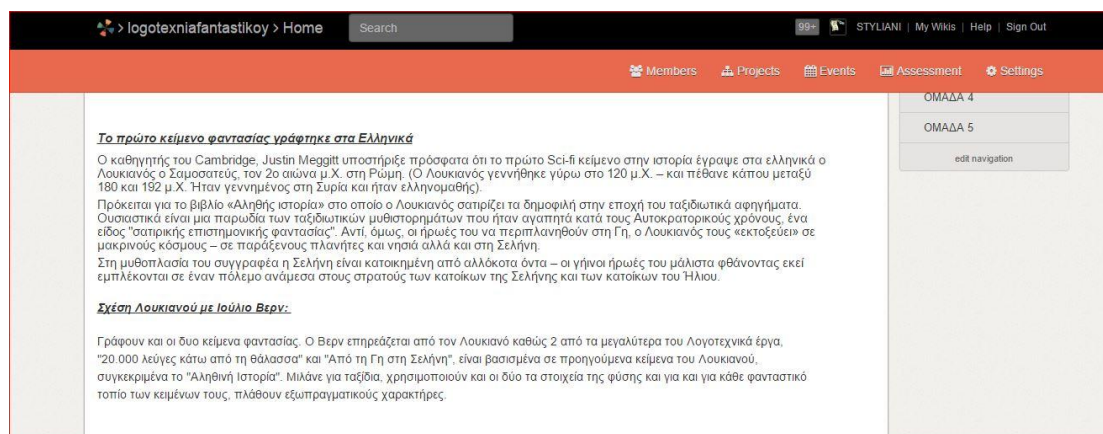 > logotexniafantastikoy > Home
Search
99+
STYLIANI | My Wikis | Help | Sign Out
Members
Projects
Events
Assessment
Settings
ΟΜΑΔΑ 4
ΟΜΑΔΑ 5
edit navigation
Το πρώτο κείμενο φαντασίας γράφτηκε στα Ελληνικά
Ο καθηγητής του Cambridge, Justin Meggitt υποστήριξε πρόσφατα ότι το πρώτο Sci-fi κείμενο στην ιστορία έγραψε στα ελληνικά ο
Λουκιανός ο Σαμοσατεύς, τον 2ο αιώνα μ.Χ. στη Ρώμη. (Ο Λουκιανός γεννήθηκε γύρω στο 120 μ.Χ. – και πέθανε κάπου μεταξύ
180 και 192 μ.Χ. Ήταν γεννημένος στη Συρία και ήταν ελληνομαθής).
Πρόκειται για το βιβλίο «Αληθής ιστορία» στο οποίο ο Λουκιανός σατιρίζει τα δημοφιλή στην εποχή του ταξιδιωτικά αφηγήματα.
Ουσιαστικά είναι μια παρωδία των ταξιδιωτικών μυθιστορημάτων που ήταν αγαπητά κατά τους Αυτοκρατορικούς χρόνους, ένα
είδος "σατιρικής επιστημονικής φαντασίας". Αντί, όμως, οι ήρωές του να περιπλανηθούν στη Γη, ο Λουκιανός τους «εκτοξεύει» σε
μακρινούς κόσμους – σε παράξενους πλανήτες και νησιά αλλά και στη Σελήνη.
Στη μυθοπλασία του συγγραφέα η Σελήνη είναι κατοικημένη από αλλόκοτα όντα – οι γήινοι ήρωές του μάλιστα φθάνοντας εκεί
εμπλέκονται σε έναν πόλεμο ανάμεσα στους στρατούς των κατοίκων της Σελήνης και των κατοίκων του Ήλιου.
Σχέση Λουκιανού με Ιούλιο Βερν:
Γράφουν και οι δυο κείμενα φαντασίας. Ο Βερν επηρεάζεται από τον Λουκιανό καθώς 2 από τα μεγαλύτερα του Λογοτεχνικά έργα,
"20.000 λεύγες κάτω από τη θάλασσα" και "Από τη Γη στη Σελήνη", είναι βασισμένα σε προηγούμενα κείμενα του Λουκιανού,
συγκεκριμένα το "Αληθινή Ιστορία". Μιλάνε για ταξίδια, χρησιμοποιούν και οι δύο τα στοιχεία της φύσης και για και για κάθε φανταστικό
τοπίο των κειμένων τους, πλάθουν εξωπραγματικούς χαρακτήρες.